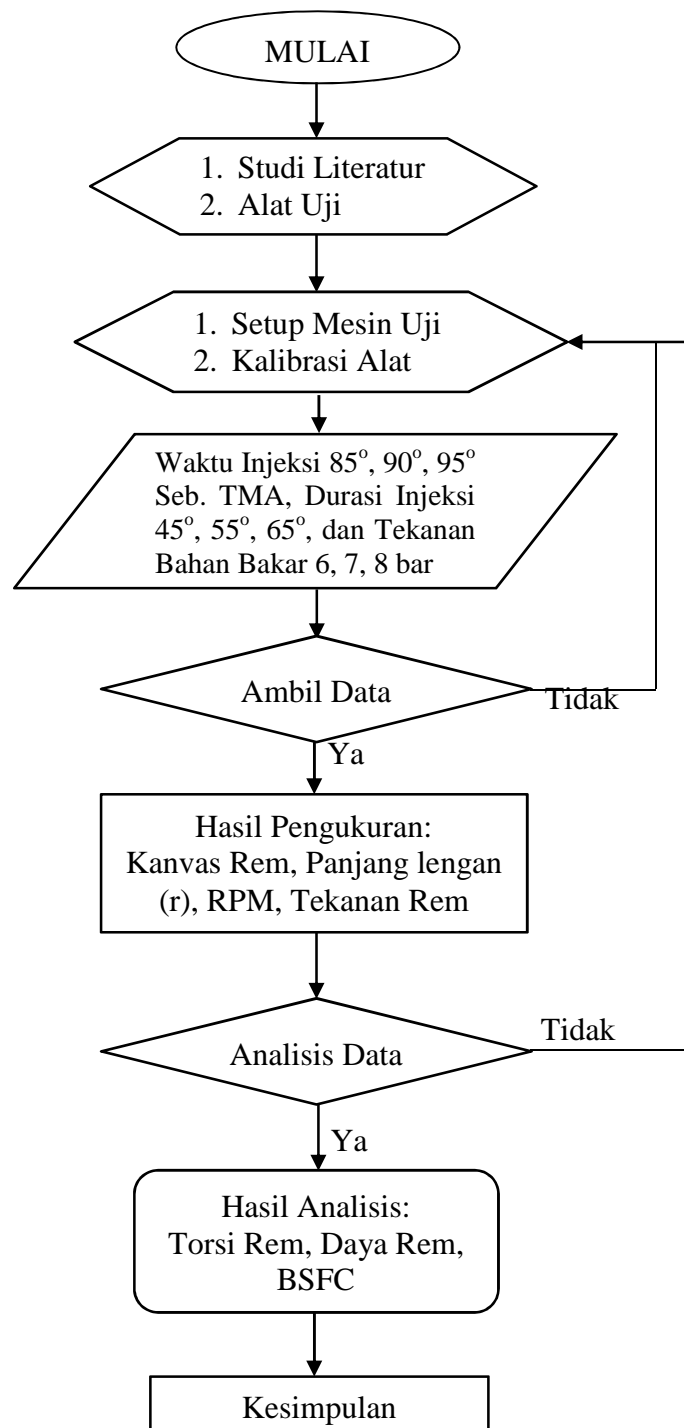 MULAI
1. Studi Literatur
2. Alat Uji
1. Setup Mesin Uji
2. Kalibrasi Alat
Waktu Injeksi 85°, 90°, 95°
Seb. TMA, Durasi Injeksi
45°, 55°, 65°, dan Tekanan
Bahan Bakar 6, 7, 8 bar
Ambil Data
Tidak
Ya
Hasil Pengukuran:
Kanvas Rem, Panjang lengan
(r), RPM, Tekanan Rem
Tidak
Analisis Data
Ya
Hasil Analisis:
Torsi Rem, Daya Rem,
BSFC
Kesimpulan